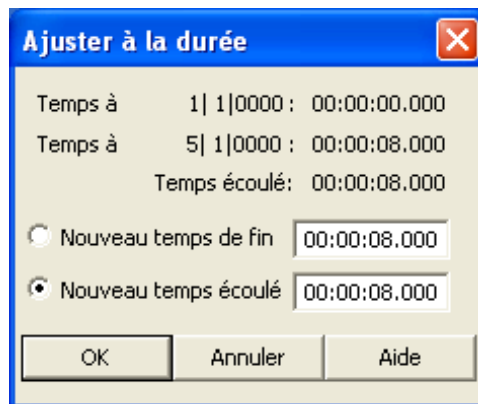 Ajuster à la durée
Temps à 1| 1|0000 : 00:00:00.000
Temps à 5| 1|0000 : 00:00:08.000
Temps écoulé: 00:00:08.000
Nouveau temps de fin 00:00:08.000
Nouveau temps écoulé 00:00:08.000
OK Annuler Aide